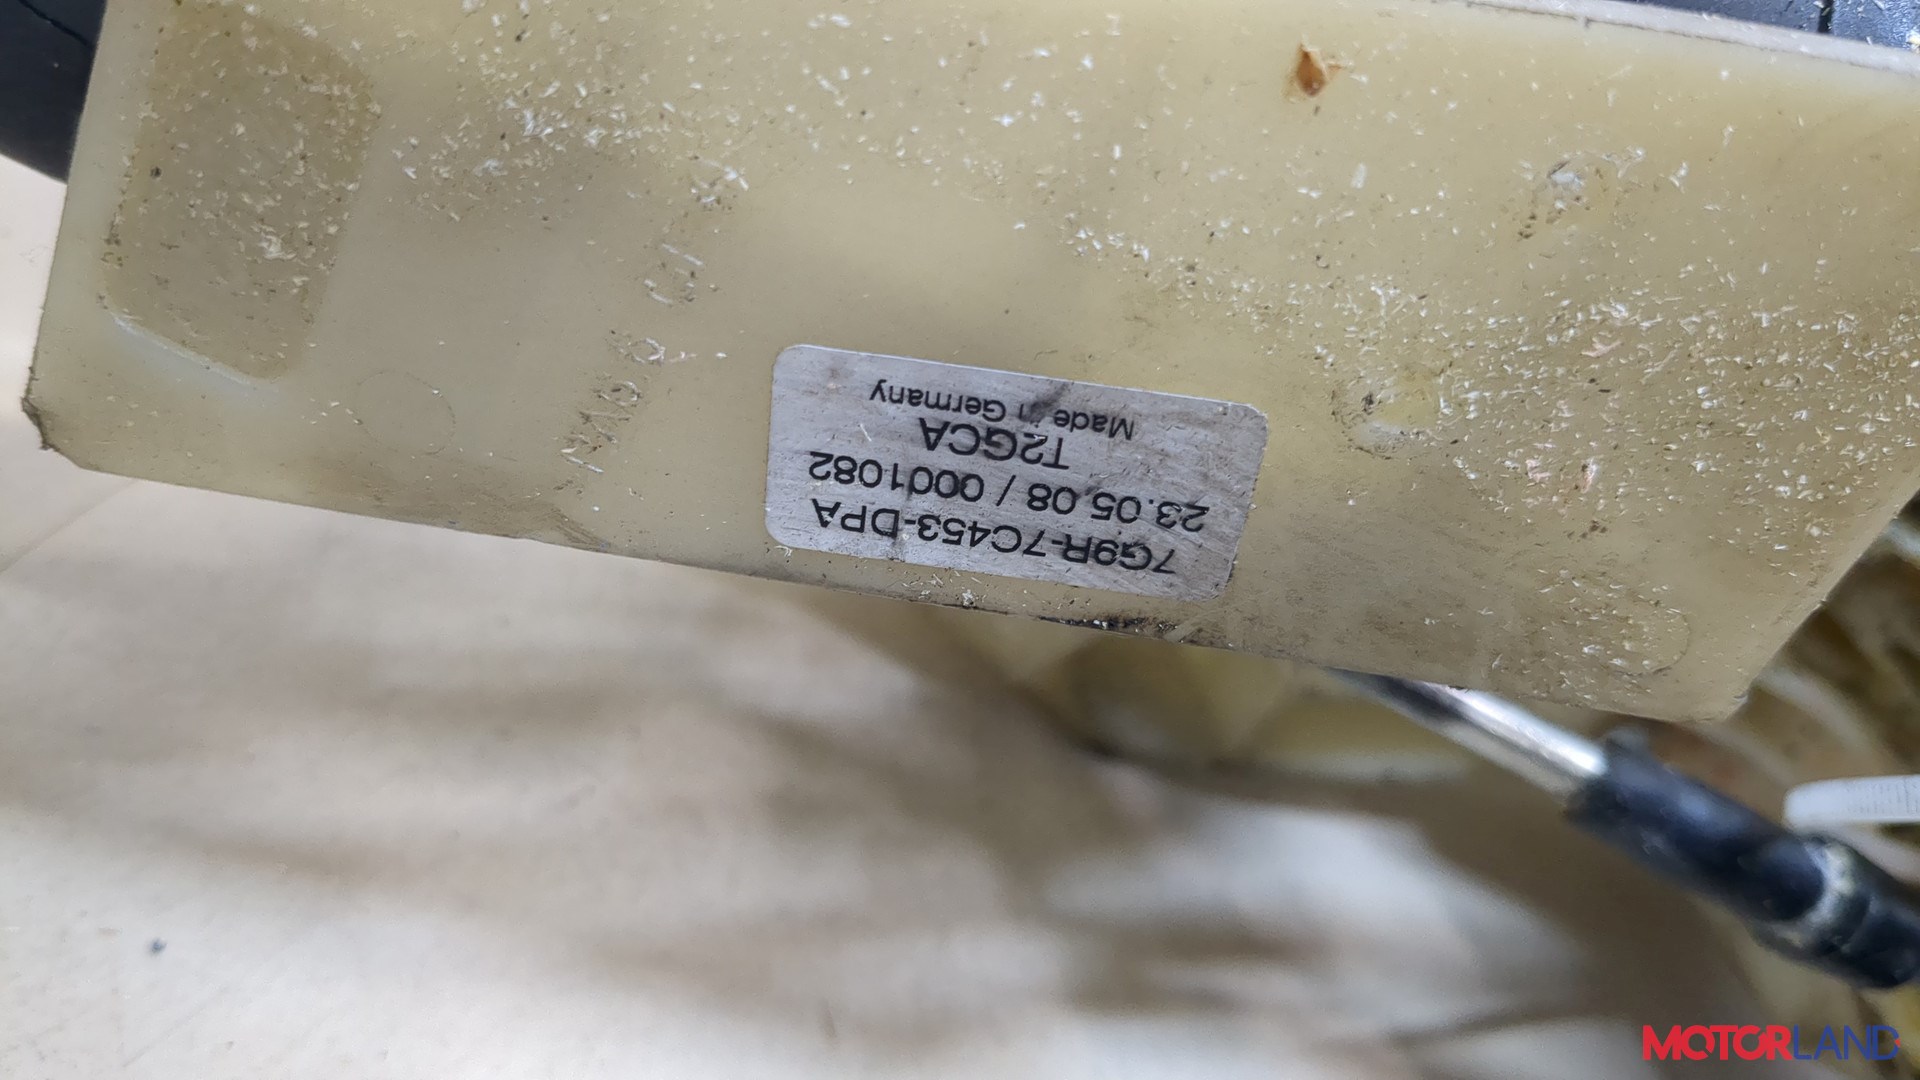 7G9R-7C453-DPA
23.05.08 / 0001082
T2GCA
Made in Germany
MOTORLAND